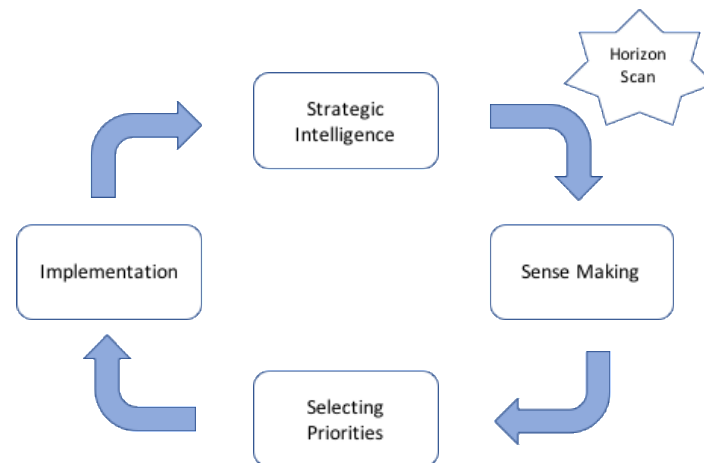 Horizon
Scan
Strategic
Intelligence
Implementation
Sense Making
Selecting
Priorities